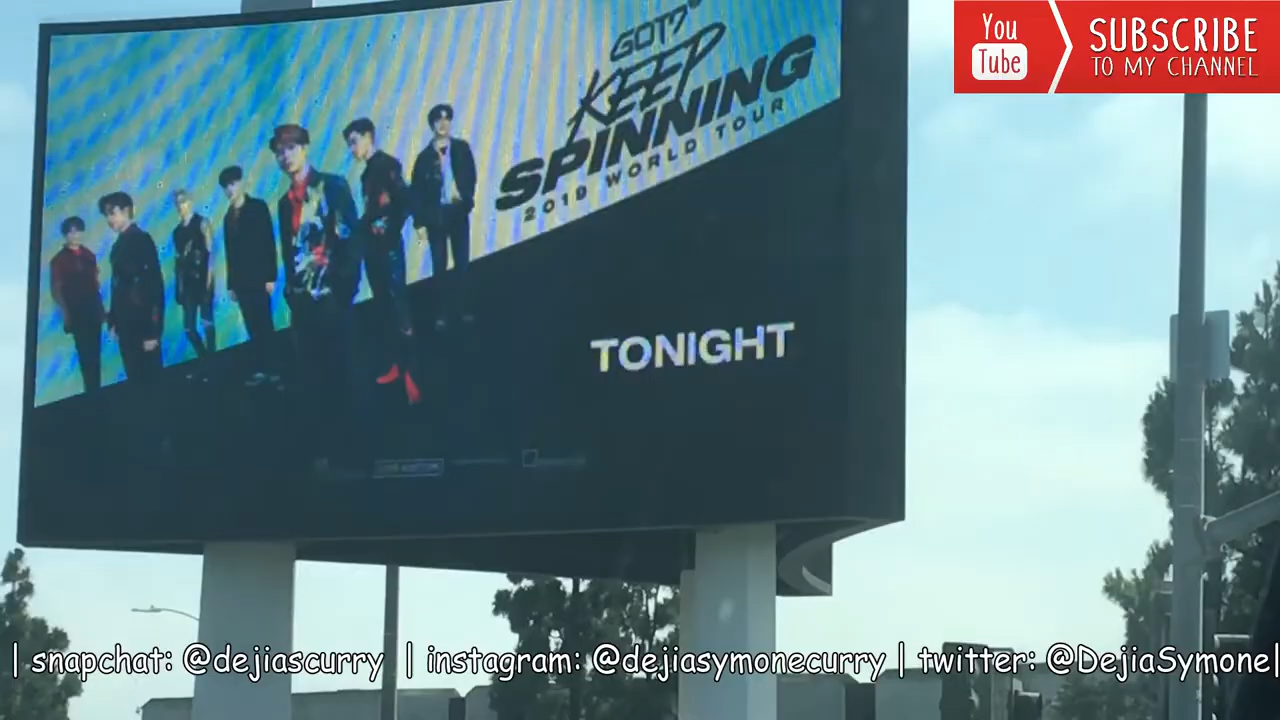 GOT7
KEEP
SPINNING
2019 WORLD TOUR
TONIGHT
You
Tube
SUBSCRIBE
TO MY CHANNEL
| snapchat: @dejiascurry | instagram: @dejiasymonecurry | twitter: @DejiaSymone|